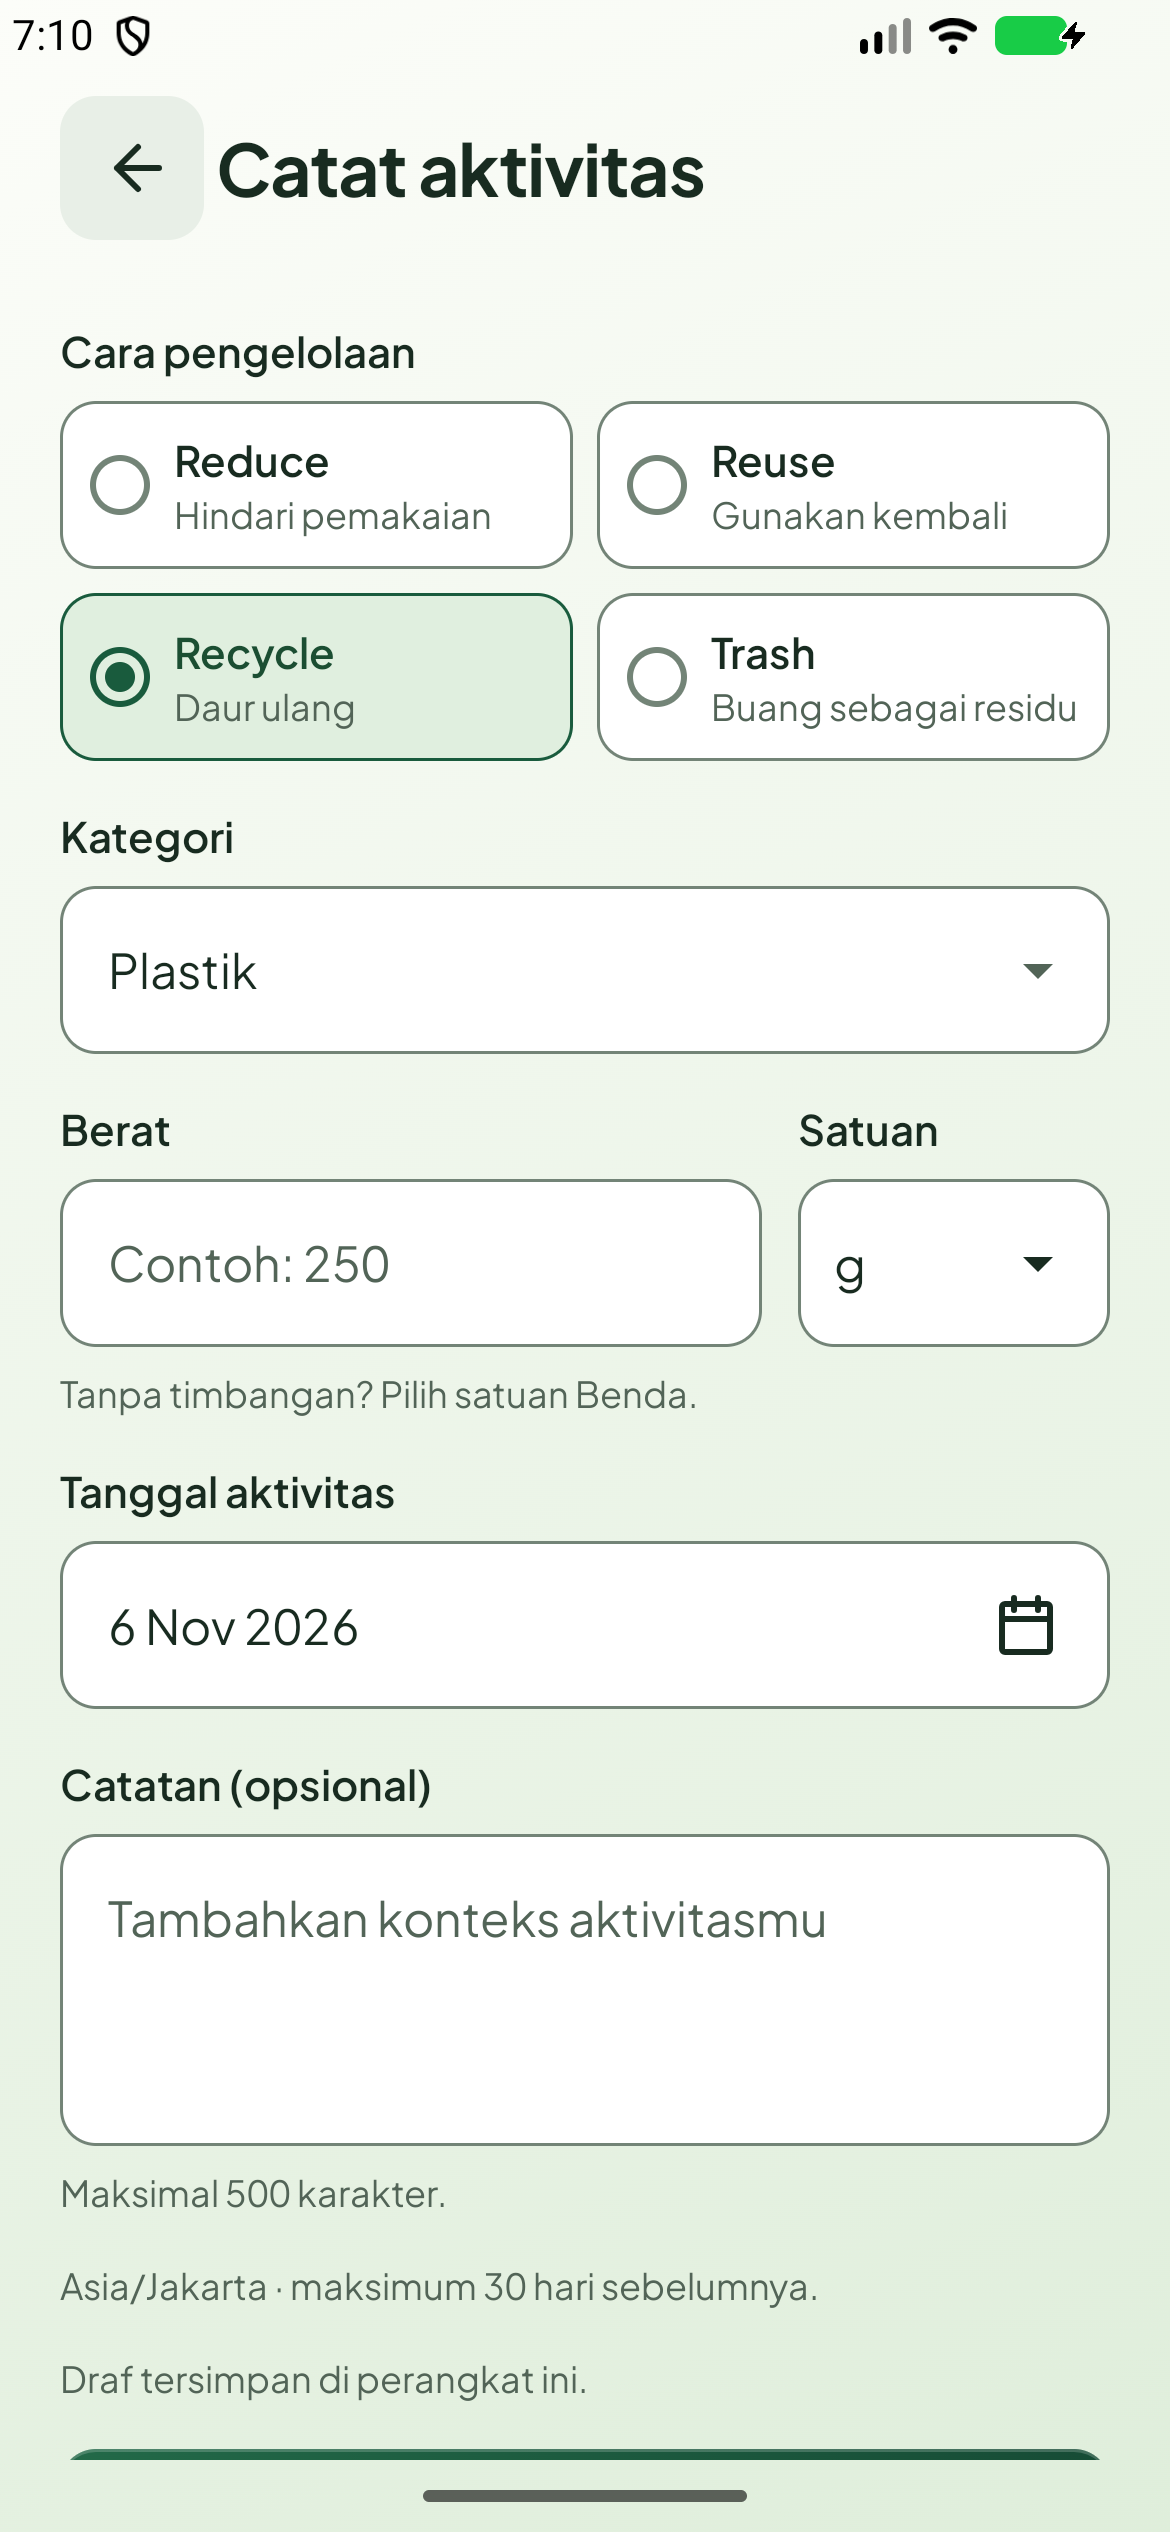 7:10
Catat aktivitas
Cara pengelolaan
Reduce
Hindari pemakaian
Reuse
Gunakan kembali
Recycle
Daur ulang
Trash
Buang sebagai residu
Kategori
Plastik
Berat
Satuan
Contoh: 250
g
Tanpa timbangan? Pilih satuan Benda.
Tanggal aktivitas
6 Nov 2026
Catatan (opsional)
Tambahkan konteks aktivitasmu
Maksimal 500 karakter.
Asia/Jakarta · maksimum 30 hari sebelumnya.
Draf tersimpan di perangkat ini.